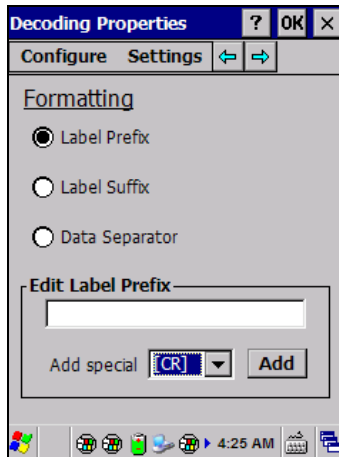 Decoding Properties ? OK ×
Configure Settings
Formatting
Label Prefix
Label Suffix
Data Separator
Edit Label Prefix
Add special [CR] Add
4:25 AM